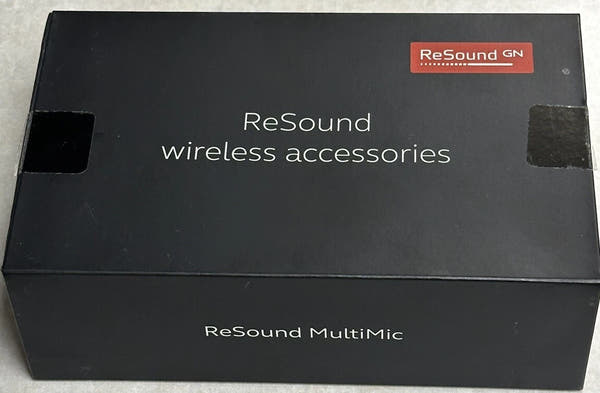 ReSound GN
ReSound
wireless accessories
ReSound MultiMic